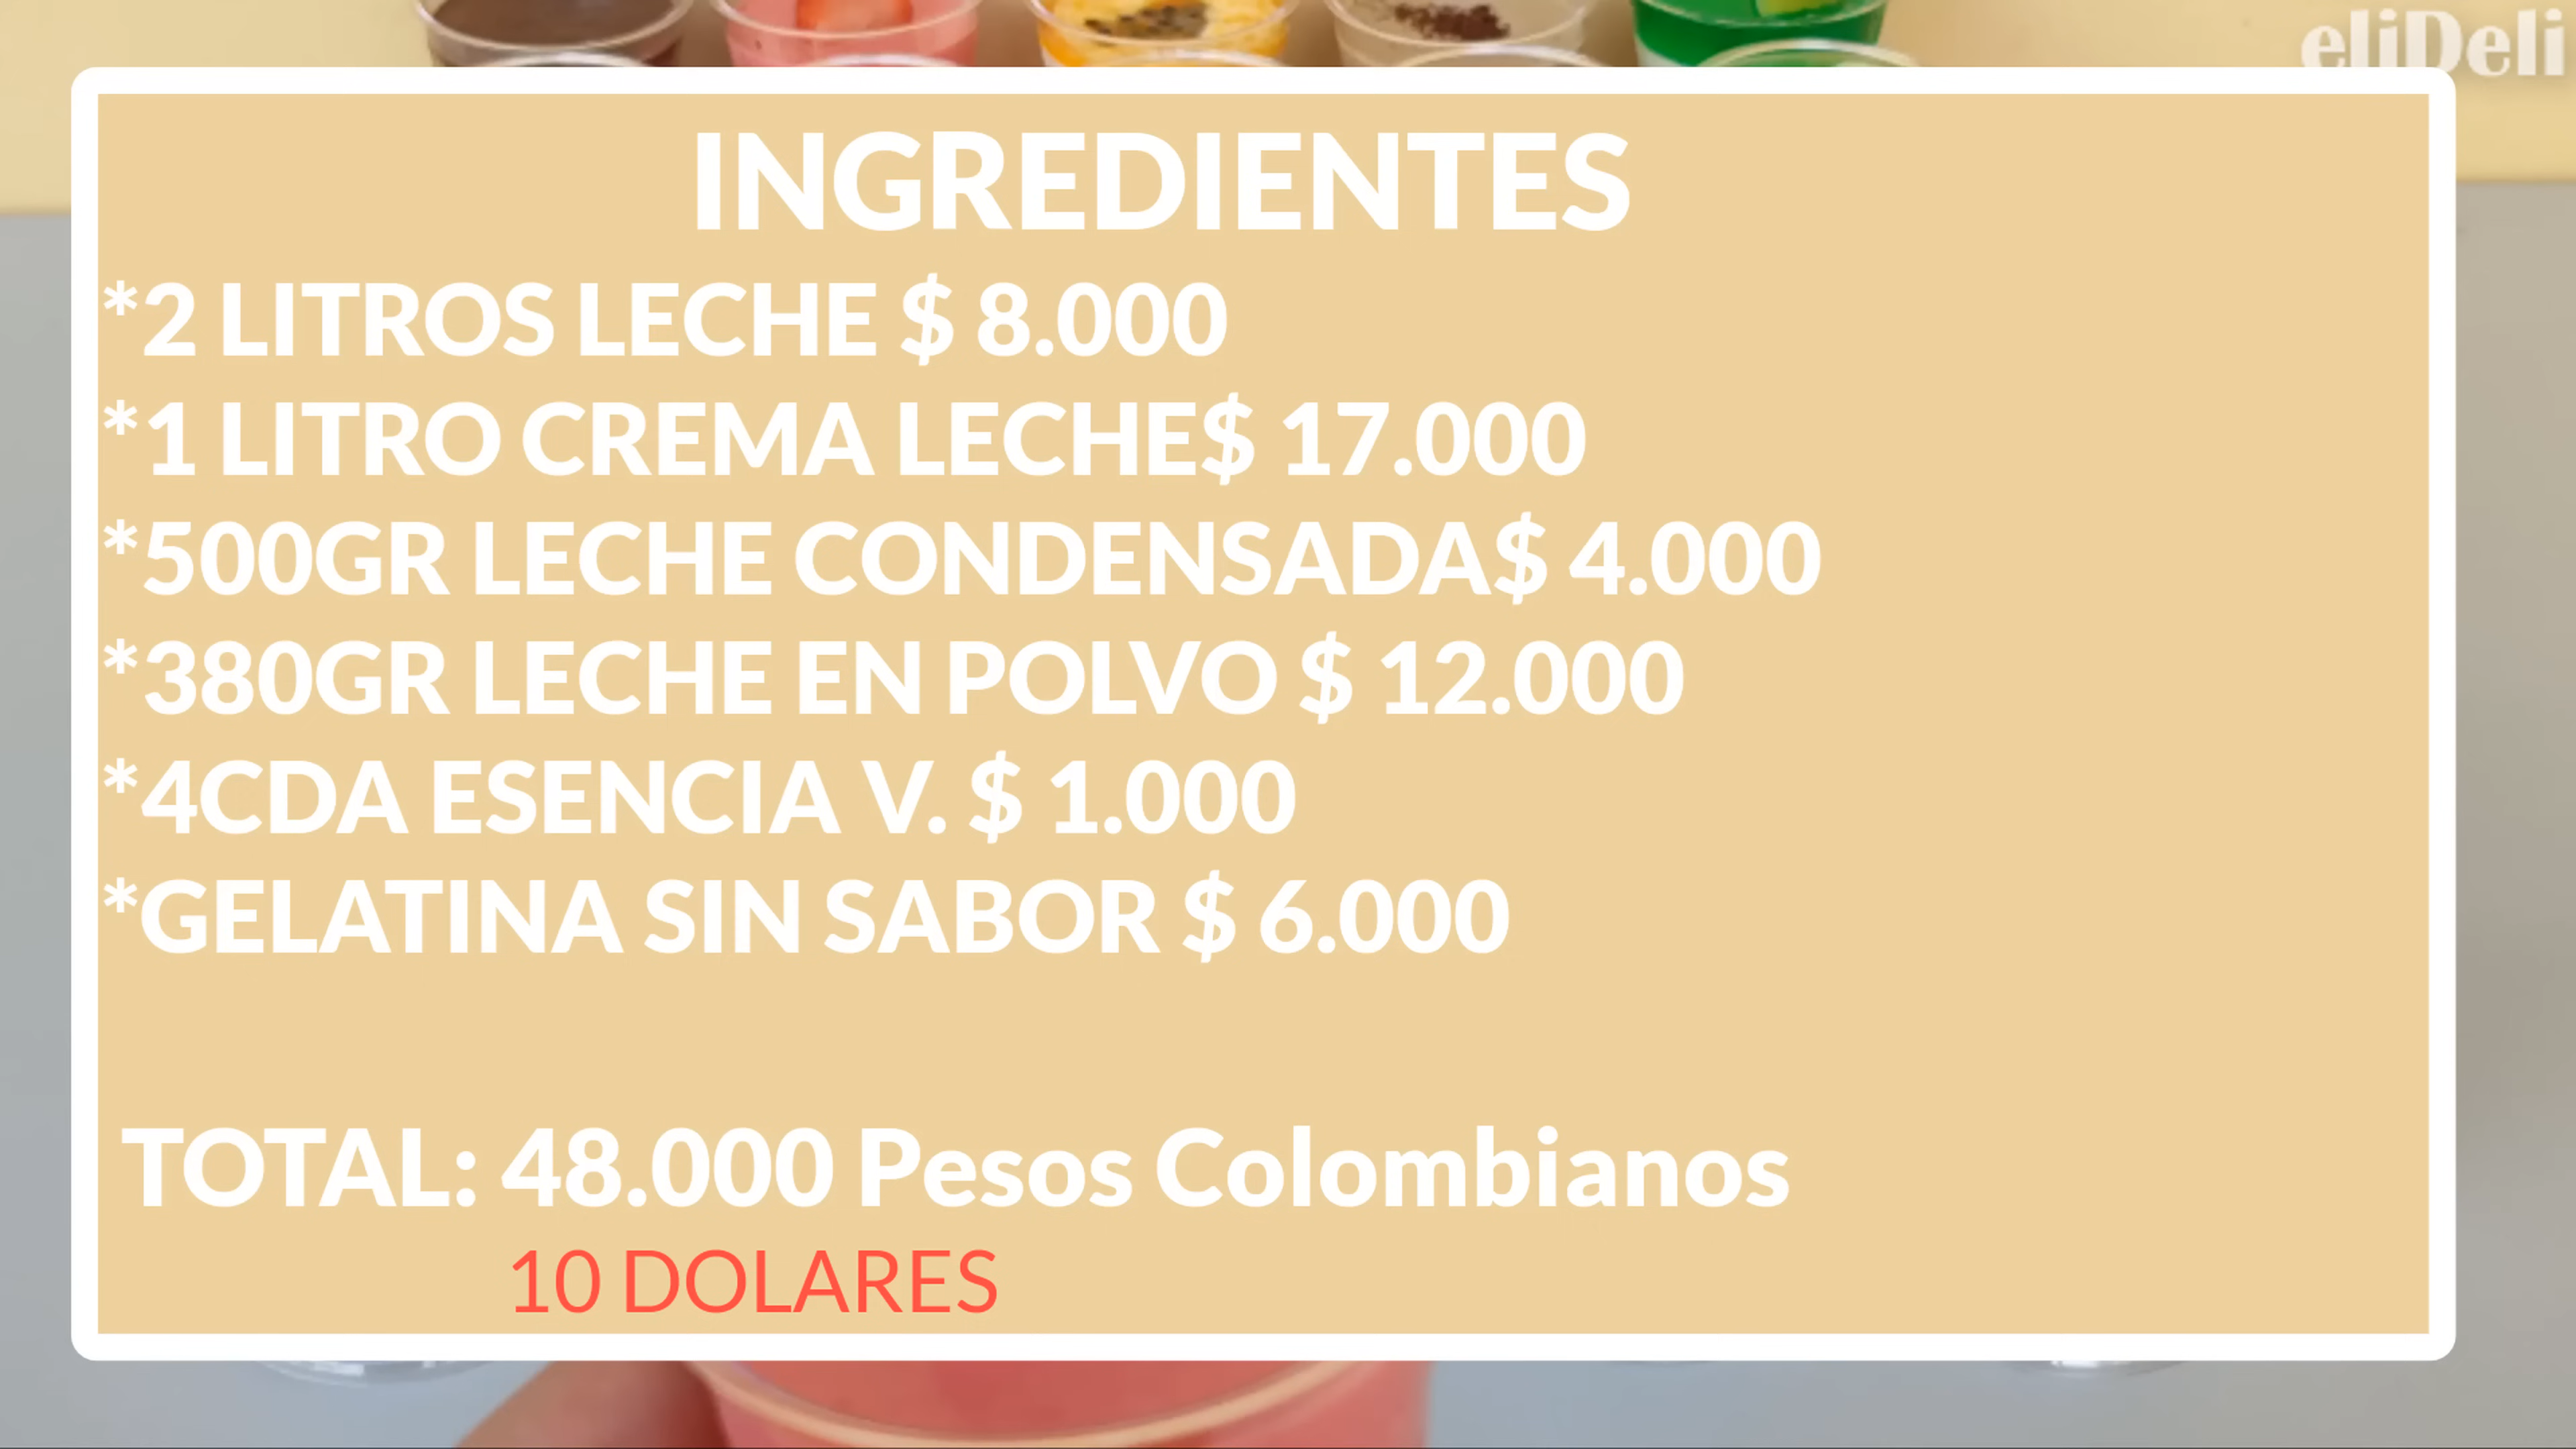 eliDeli
INGREDIENTES
*2 LITROS LECHE $ 8.000
*1 LITRO CREMA LECHE$ 17.000
*500GR LECHE CONDENSADA$ 4.000
*380GR LECHE EN POLVO $ 12.000
*4CDA ESENCIA V. $ 1.000
*GELATINA SIN SABOR $ 6.000
TOTAL: 48.000 Pesos Colombianos
10 DOLARES